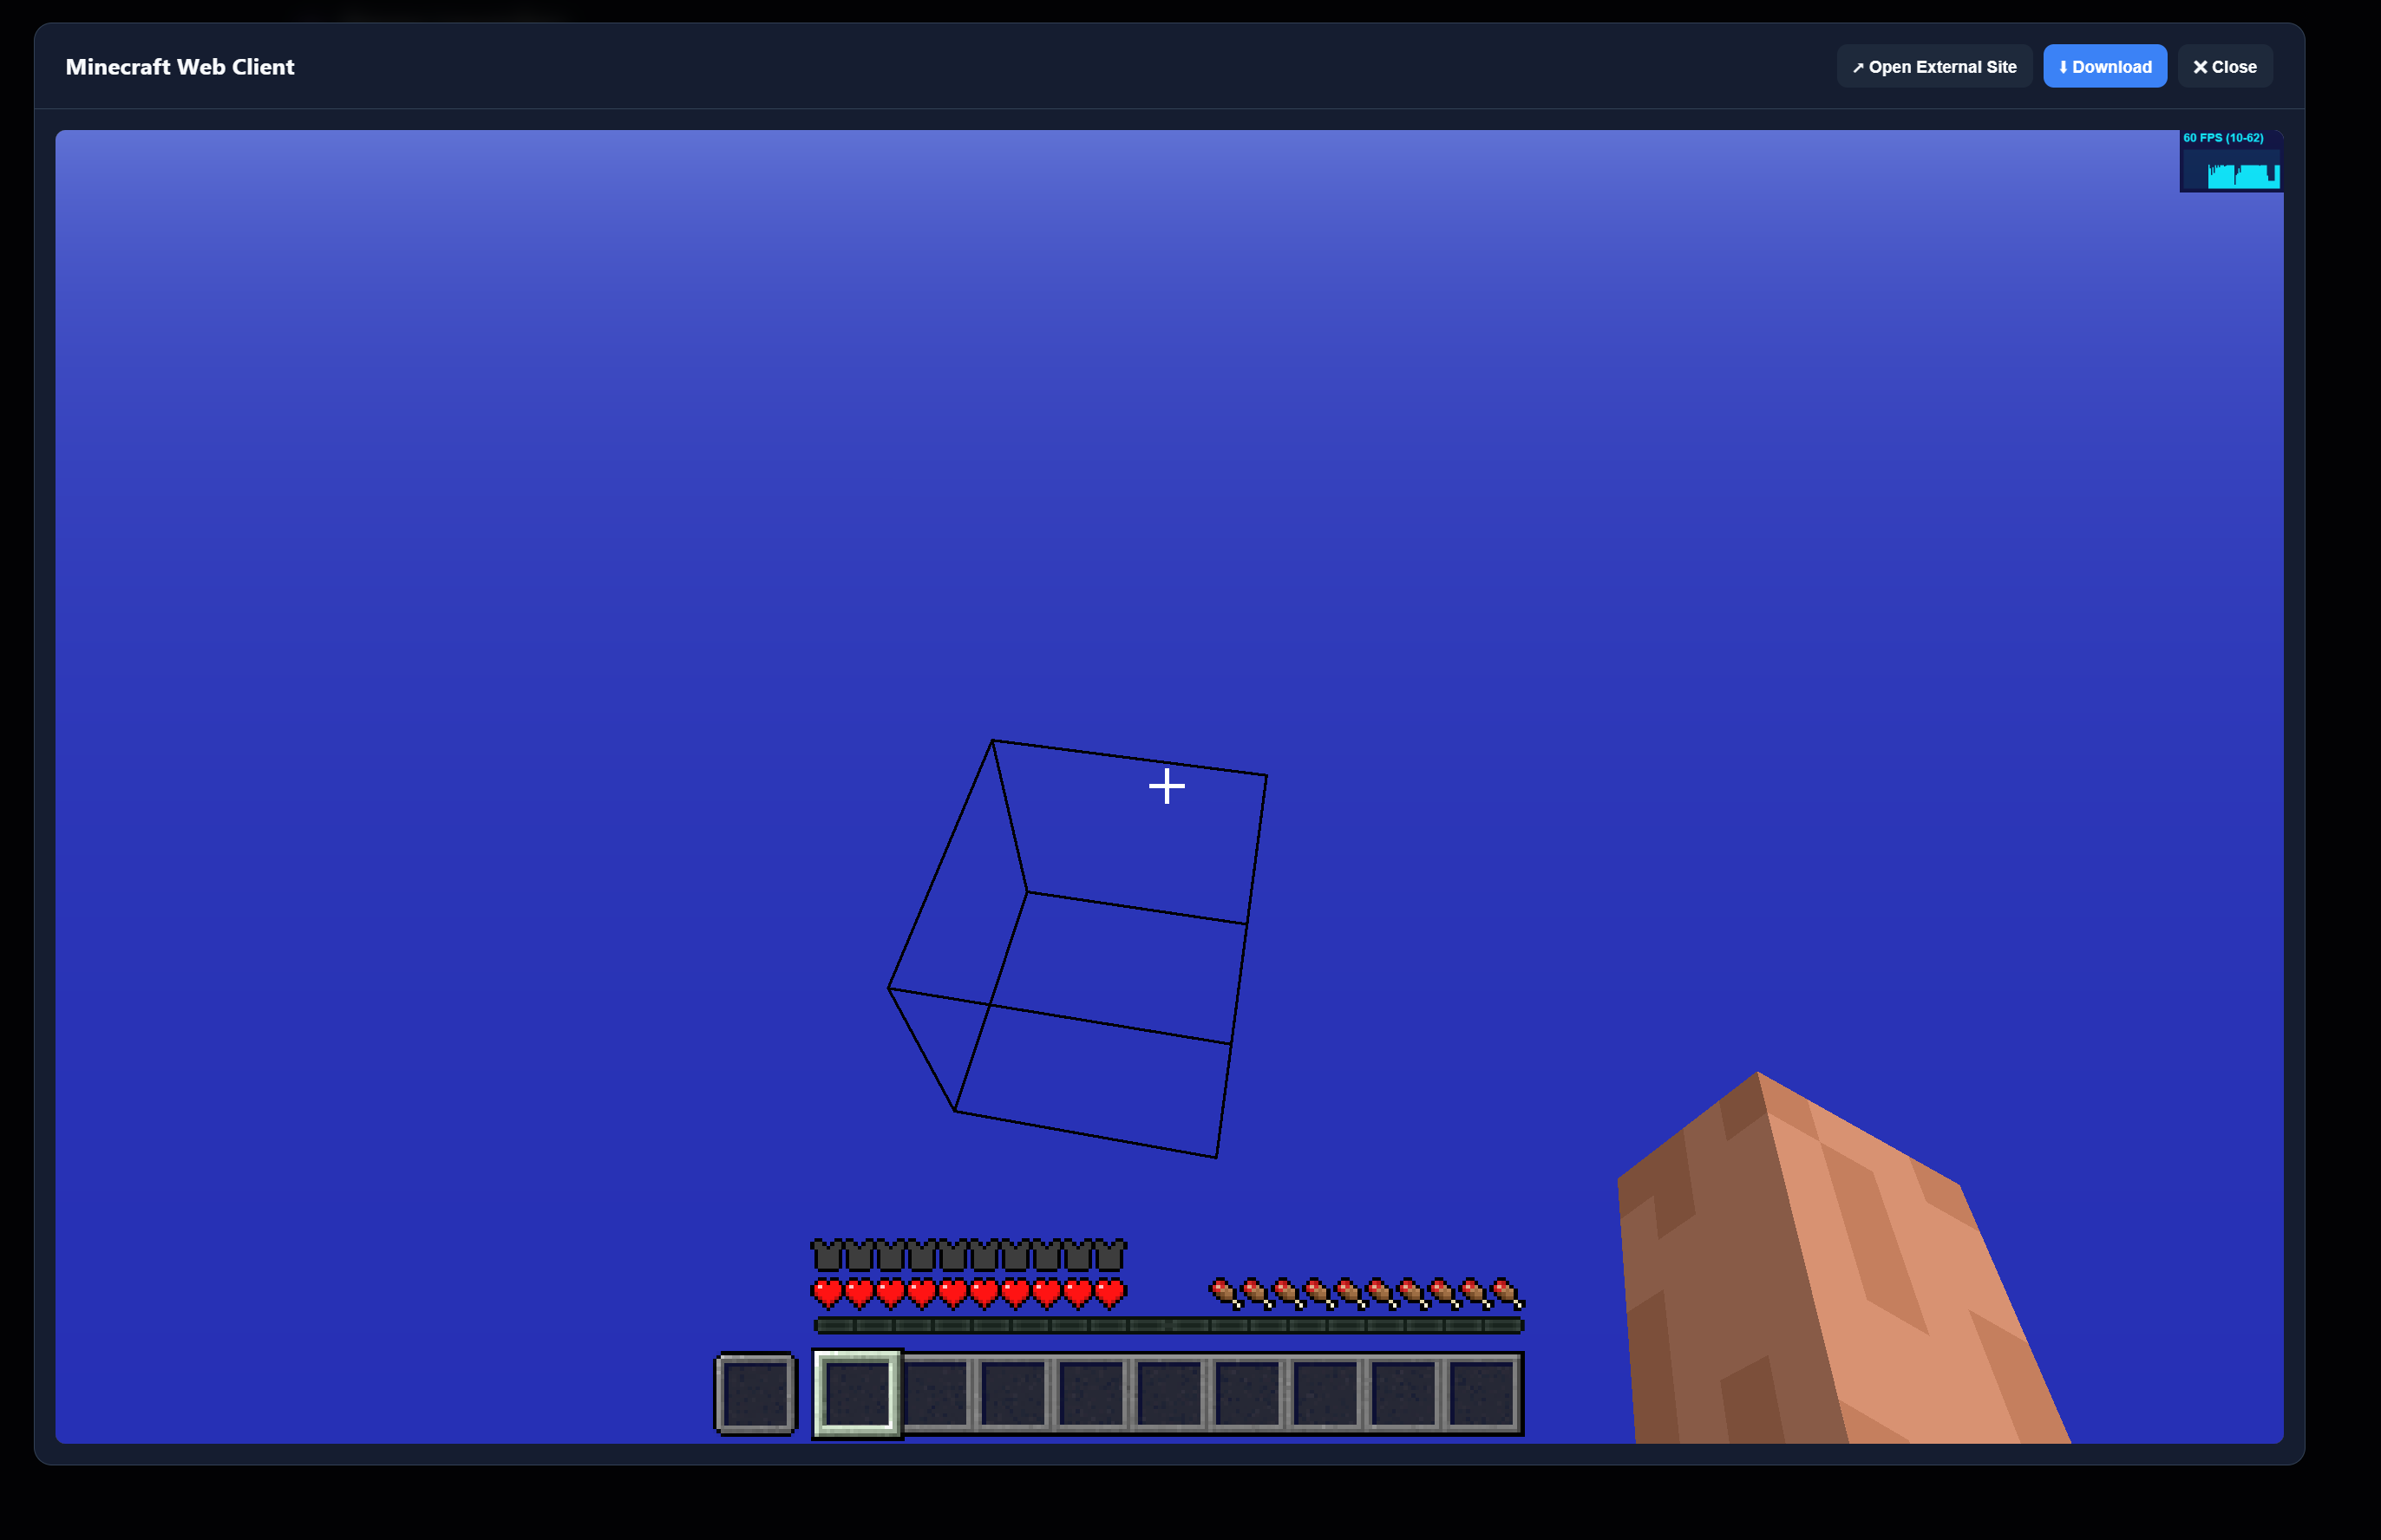 Minecraft Web Client
↗ Open External Site
⬇ Download
✕ Close
60 FPS (10-62)